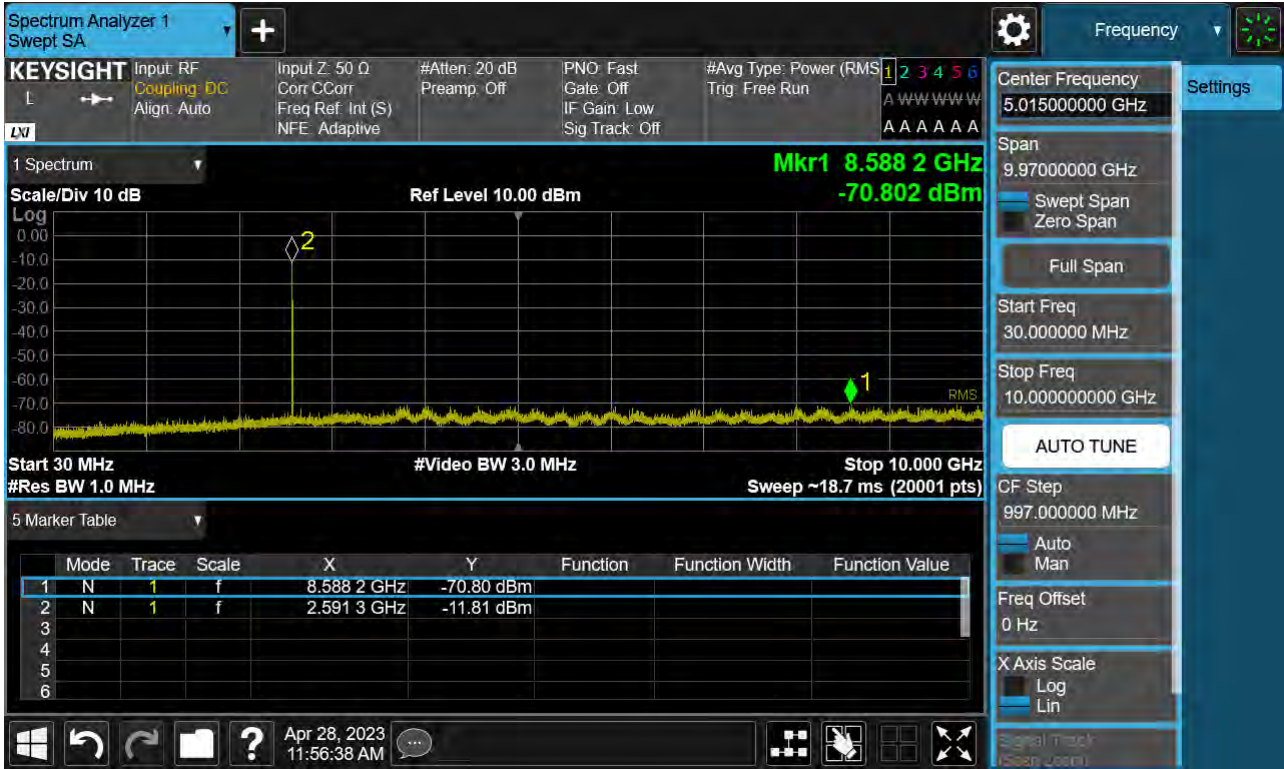 Spectrum Analyzer 1
Swept SA
+
Frequency
KEYSIGHT
L
LXI
Input: RF
Coupling: DC
Align: Auto
Input Z: 50 Ω
Corr CCorr
Freq Ref: Int (S)
NFE: Adaptive
#Atten: 20 dB
Preamp: Off
PNO: Fast
Gate: Off
IF Gain: Low
Sig Track: Off
#Avg Type: Power (RMS
Trig: Free Run
1 2 3 4 5 6
A W W W W W
A A A A A A
Center Frequency
5.015000000 GHz
Settings
1 Spectrum
Mkr1 8.588 2 GHz
-70.802 dBm
Scale/Div 10 dB
Ref Level 10.00 dBm
Log
0.00
-10.0
-20.0
-30.0
-40.0
-50.0
-60.0
-70.0
-80.0
2
1
RMS
Start 30 MHz
#Video BW 3.0 MHz
Stop 10.000 GHz
#Res BW 1.0 MHz
Sweep ~18.7 ms (20001 pts)
Span
9.97000000 GHz
Swept Span
Zero Span
Full Span
Start Freq
30.000000 MHz
Stop Freq
10.000000000 GHz
AUTO TUNE
CF Step
997.000000 MHz
Auto
Man
Freq Offset
0 Hz
X Axis Scale
Log
Lin
Signal Track
(Span Zoom)
5 Marker Table
Mode Trace Scale X Y Function Function Width Function Value
1 N 1 f 8.588 2 GHz -70.80 dBm
2 N 1 f 2.591 3 GHz -11.81 dBm
3
4
5
6
?
Apr 28, 2023
11:56:38 AM